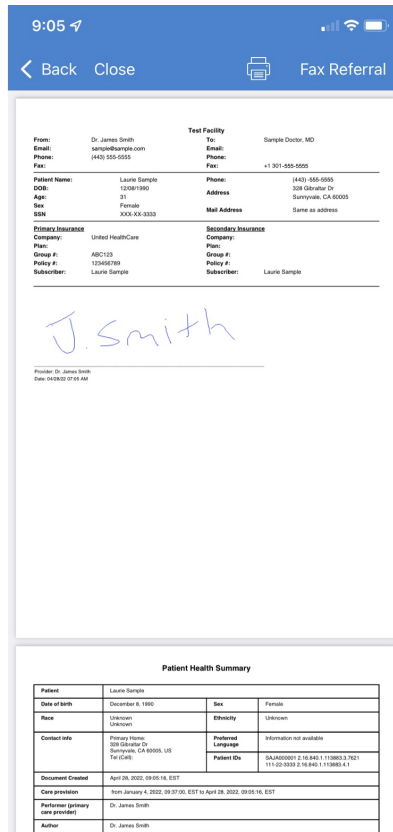 9:05
Back Close Fax Referral
Test Facility
From: Dr. James Smith To: Sample Doctor, MD
Email: sample@sample.com Email:
Phone: (443) 555-5555 Phone:
Fax: Fax: +1 301-555-5555
Patient Name: Laurie Sample Phone: (443) -555-5555
DOB: 12/08/1990 Address 328 Gibraltar Dr
Age: 31 Sunnyvale, CA 60005
Sex Female Mail Address Same as address
SSN XXX-XX-3333
Primary Insurance Secondary Insurance
Company: United HealthCare Company:
Plan: Plan:
Group #: ABC123 Group #:
Policy #: 123456789 Policy #:
Subscriber: Laurie Sample Subscriber: Laurie Sample
J. Smith
Provider: Dr. James Smith
Date: 04/28/22 07:05 AM
Patient Health Summary
Patient Laurie Sample
Date of birth December 8, 1990 Sex Female
Race Unknown Ethnicity Unknown
Unknown
Contact info Primary Home: Preferred Language Information not available
328 Gibraltar Dr
Sunnyvale, CA 60005, US
Tel (Cell): Patient IDs SAJA000001 2.16.840.1.113883.3.7621
111-22-3333 2.16.840.1.113883.4.1
Document Created April 28, 2022, 09:05:16, EST
Care provision from January 4, 2022, 09:37:00, EST to April 28, 2022, 09:05:16, EST
Performer (primary care provider) Dr. James Smith
Author Dr. James Smith